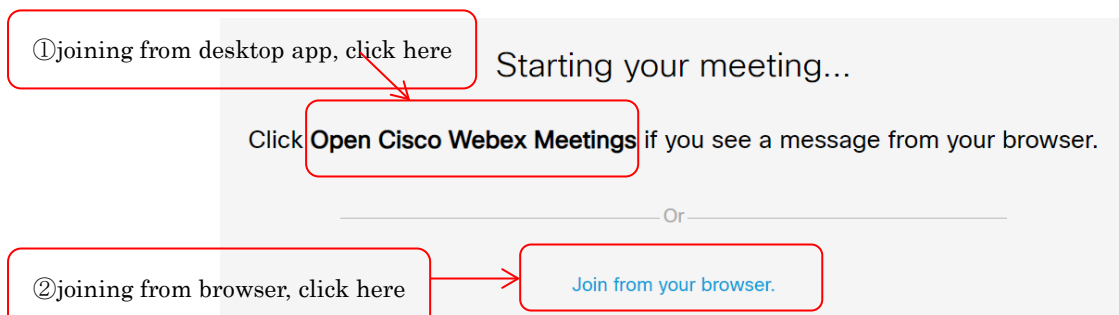 ①joining from desktop app, click here
Starting your meeting...
Click Open Cisco Webex Meetings if you see a message from your browser.
Or
②joining from browser, click here
Join from your browser.